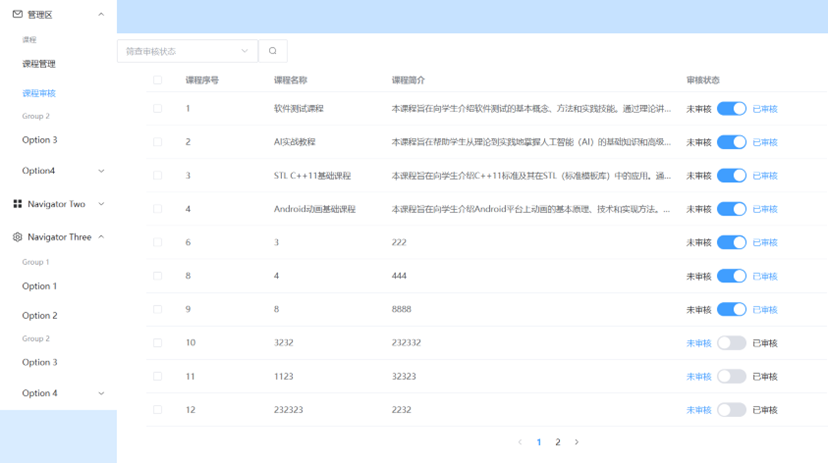 管理区
课程
课程管理
课程审核
Group 2
Option 3
Option4
Navigator Two
Navigator Three
Group 1
Option 1
Option 2
Group 2
Option 3
Option 4
筛查审核状态
课程序号 课程名称 课程简介 审核状态
1 软件测试课程 本课程旨在向学生介绍软件测试的基本概念、方法和实践技能。通过理论讲... 未审核 已审核
2 AI实战教程 本课程旨在帮助学生从理论到实践地掌握人工智能（AI）的基础知识和高级... 未审核 已审核
3 STL C++11基础课程 本课程旨在向学生介绍C++11标准及其在STL（标准模板库）中的应用。通... 未审核 已审核
4 Android动画基础课程 本课程旨在向学生介绍Android平台上动画的基本原理、技术和实现方法。... 未审核 已审核
6 3 222 未审核 已审核
8 4 444 未审核 已审核
9 8 8888 未审核 已审核
10 3232 232332 未审核 已审核
11 1123 32323 未审核 已审核
12 232323 2232 未审核 已审核
1 2